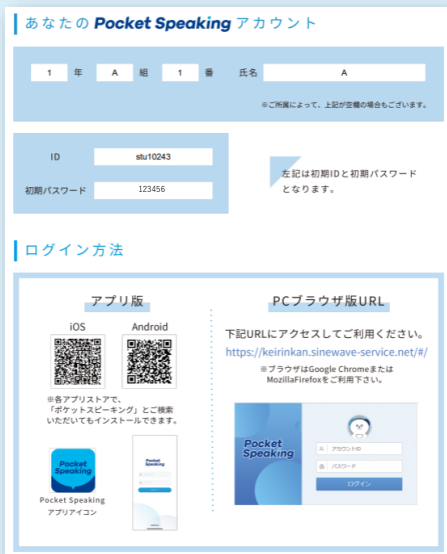 あなたの Pocket Speaking アカウント
1 年 A 組 1 番 氏名 A
※ご所属によって、上記が空欄の場合もございます。
ID stu10243
初期パスワード 123456
左記は初期IDと初期パスワード
となります。
ログイン方法
アプリ版
iOS Android
※各アプリストアで、
「ポケットスピーキング」とご検索
いただいてもインストールできます。
Pocket
Speaking
Pocket Speaking
アプリアイコン
Pocket
Speaking
PCブラウザ版URL
下記URLにアクセスしてご利用ください。
https://keirinkan.sinewave-service.net/#/
※ブラウザはGoogle Chromeまたは
MozillaFirefoxをご利用下さい。
Pocket
Speaking
アカウントID
パスワード
ログイン